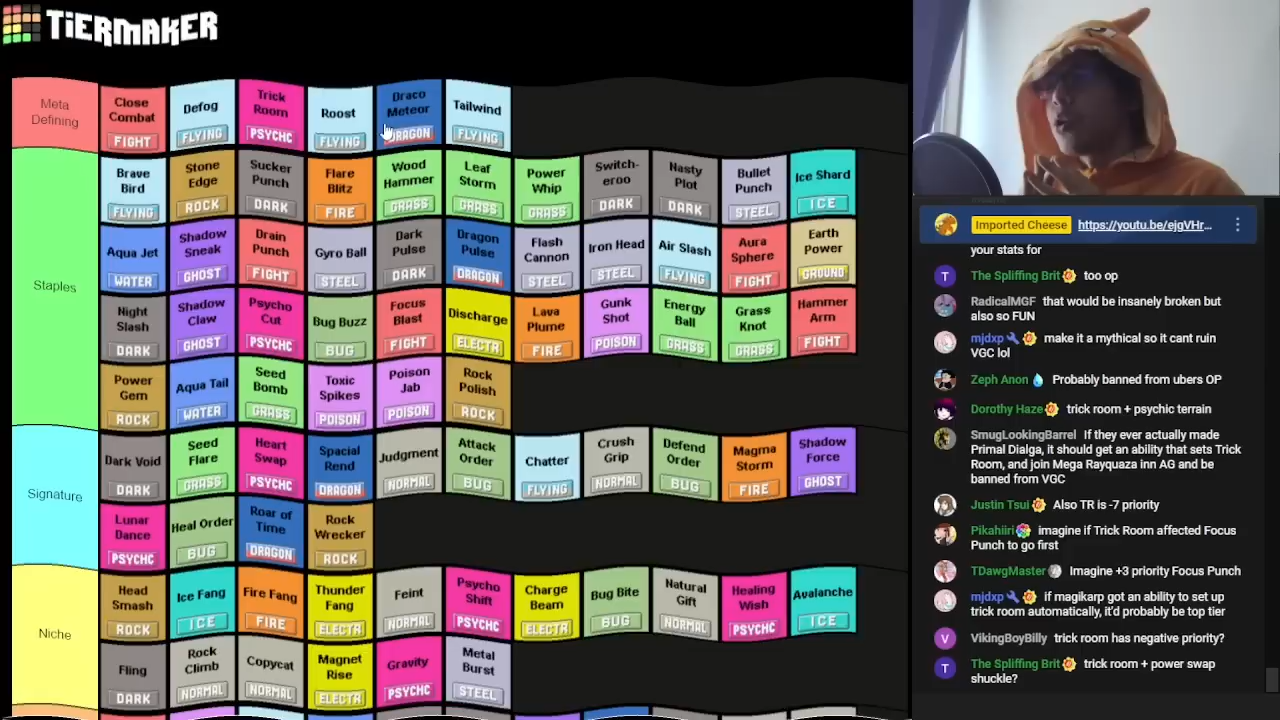 TiERMAKER
Meta
Defining
Close
Combat
FIGHT
Defog
FLYING
Trick
Room
PSYCHC
Roost
FLYING
Draco
Meteor
DRAGON
Tailwind
FLYING
Staples
Brave
Bird
FLYING
Stone
Edge
ROCK
Sucker
Punch
DARK
Flare
Blitz
FIRE
Wood
Hammer
GRASS
Leaf
Storm
GRASS
Power
Whip
GRASS
Switch-
eroo
DARK
Nasty
Plot
DARK
Bullet
Punch
STEEL
Ice Shard
ICE
Aqua Jet
WATER
Shadow
Sneak
GHOST
Drain
Punch
FIGHT
Gyro Ball
STEEL
Dark
Pulse
DARK
Dragon
Pulse
DRAGON
Flash
Cannon
STEEL
Iron Head
STEEL
Air Slash
FLYING
Aura
Sphere
FIGHT
Earth
Power
GROUND
Night
Slash
DARK
Shadow
Claw
GHOST
Psycho
Cut
PSYCHC
Bug Buzz
BUG
Focus
Blast
FIGHT
Discharge
ELECTR
Lava
Plume
FIRE
Gunk
Shot
POISON
Energy
Ball
GRASS
Grass
Knot
GRASS
Hammer
Arm
FIGHT
Power
Gem
ROCK
Aqua Tail
WATER
Seed
Bomb
GRASS
Toxic
Spikes
POISON
Poison
Jab
POISON
Rock
Polish
ROCK
Signature
Dark Void
DARK
Seed
Flare
GRASS
Heart
Swap
PSYCHC
Spacial
Rend
DRAGON
Judgment
NORMAL
Attack
Order
BUG
Chatter
FLYING
Crush
Grip
NORMAL
Defend
Order
BUG
Magma
Storm
FIRE
Shadow
Force
GHOST
Lunar
Dance
PSYCHC
Heal Order
BUG
Roar of
Time
DRAGON
Rock
Wrecker
ROCK
Niche
Head
Smash
ROCK
Ice Fang
ICE
Fire Fang
FIRE
Thunder
Fang
ELECTR
Feint
NORMAL
Psycho
Shift
PSYCHC
Charge
Beam
ELECTR
Bug Bite
BUG
Natural
Gift
NORMAL
Healing
Wish
PSYCHC
Avalanche
ICE
Fling
DARK
Rock
Climb
NORMAL
Copycat
NORMAL
Magnet
Rise
ELECTR
Gravity
PSYCHC
Metal
Burst
STEEL
Imported Cheese https://youtu.be/ejgVHr...
your stats for
The Spliffing Brit too op
RadicalMGF that would be insanely broken but
also so FUN
mjdxp make it a mythical so it cant ruin
VGC lol
Zeph Anon Probably banned from ubers OP
Dorothy Haze trick room + psychic terrain
SmugLookingBarrel If they ever actually made
Primal Dialga, it should get an ability that sets Trick
Room, and join Mega Rayquaza inn AG and be
banned from VGC
Justin Tsui Also TR is -7 priority
Pikahiiri imagine if Trick Room affected Focus
Punch to go first
TDawgMaster Imagine +3 priority Focus Punch
mjdxp if magikarp got an ability to set up
trick room automatically, it'd probably be top tier
VikingBoyBilly trick room has negative priority?
The Spliffing Brit trick room + power swap
shuckle?